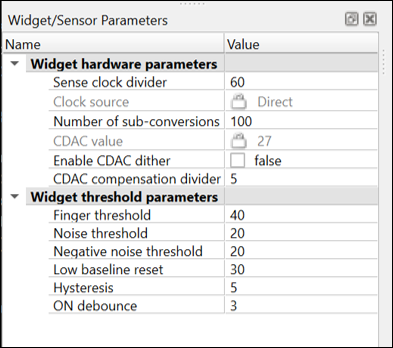 Widget/Sensor Parameters
Name Value
Widget hardware parameters
Sense clock divider 60
Clock source Direct
Number of sub-conversions 100
CDAC value 27
Enable CDAC dither false
CDAC compensation divider 5
Widget threshold parameters
Finger threshold 40
Noise threshold 20
Negative noise threshold 20
Low baseline reset 30
Hysteresis 5
ON debounce 3